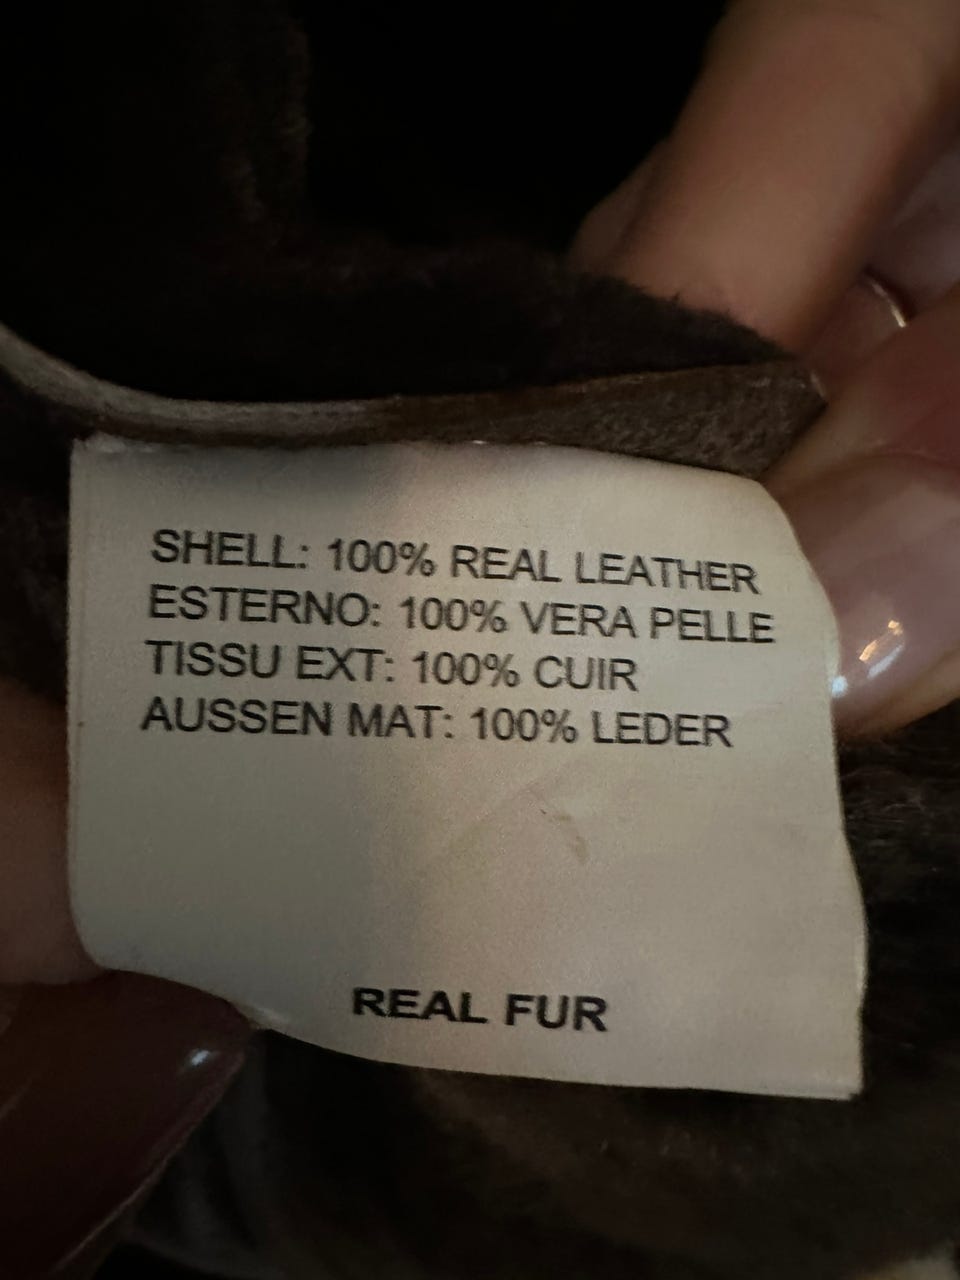 SHELL: 100% REAL LEATHER
ESTERNO: 100% VERA PELLE
TISSU EXT: 100% CUIR
AUSSEN MAT: 100% LEDER
REAL FUR